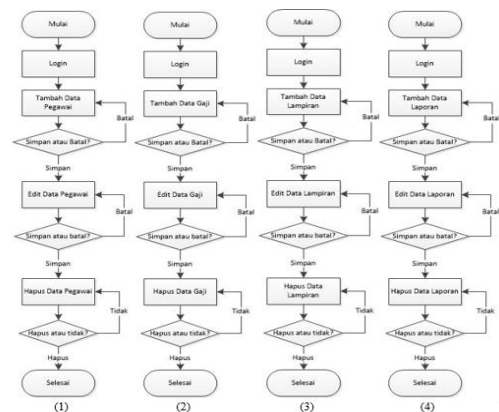 Mulai
Login
Tambah Data
Pegawai
Batal
Simpan atau Batal?
Simpan
Edit Data Pegawai
Batal
Simpan atau batal?
Simpan
Hapus Data Pegawai
Tidak
Hapus atau tidak?
Hapus
Selesai
(1)
Mulai
Login
Tambah Data Gaji
Batal
Simpan atau Batal?
Simpan
Edit Data Gaji
Batal
Simpan atau batal?
Simpan
Hapus Data Gaji
Tidak
Hapus atau tidak?
Hapus
Selesai
(2)
Mulai
Login
Tambah Data
Lampiran
Batal
Simpan atau Batal?
Simpan
Edit Data Lampiran
Batal
Simpan atau batal?
Simpan
Hapus Data
Lampiran
Tidak
Hapus atau tidak?
Hapus
Selesai
(3)
Mulai
Login
Tambah Data
Laporan
Batal
Simpan atau Batal?
Simpan
Edit Data Laporan
Batal
Simpan atau batal?
Simpan
Hapus Data Laporan
Tidak
Hapus atau tidak?
Hapus
Selesai
(4)